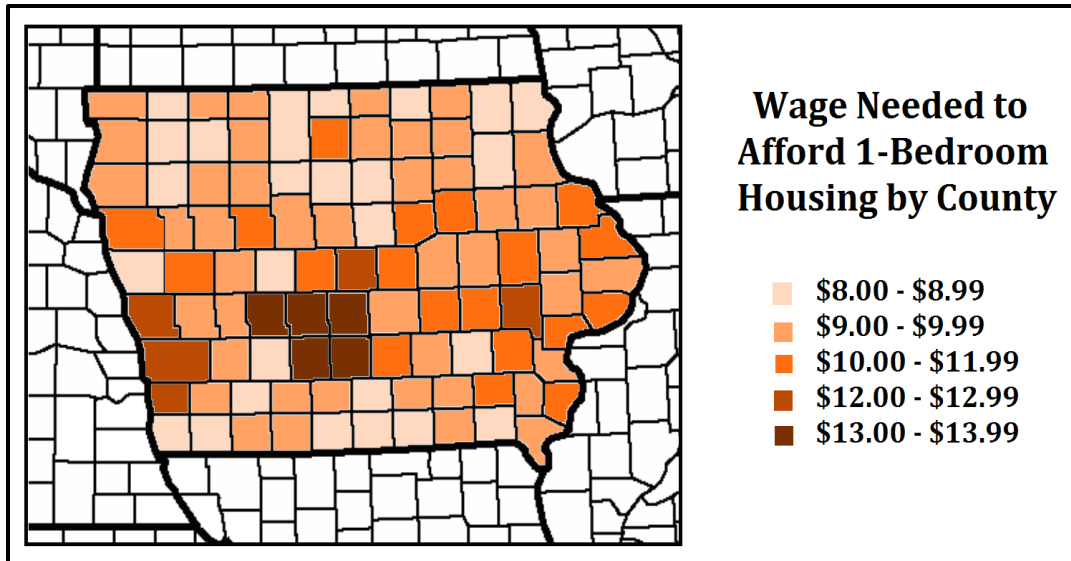 Wage Needed to
Afford 1-Bedroom
Housing by County
$8.00 - $8.99
$9.00 - $9.99
$10.00 - $11.99
$12.00 - $12.99
$13.00 - $13.99